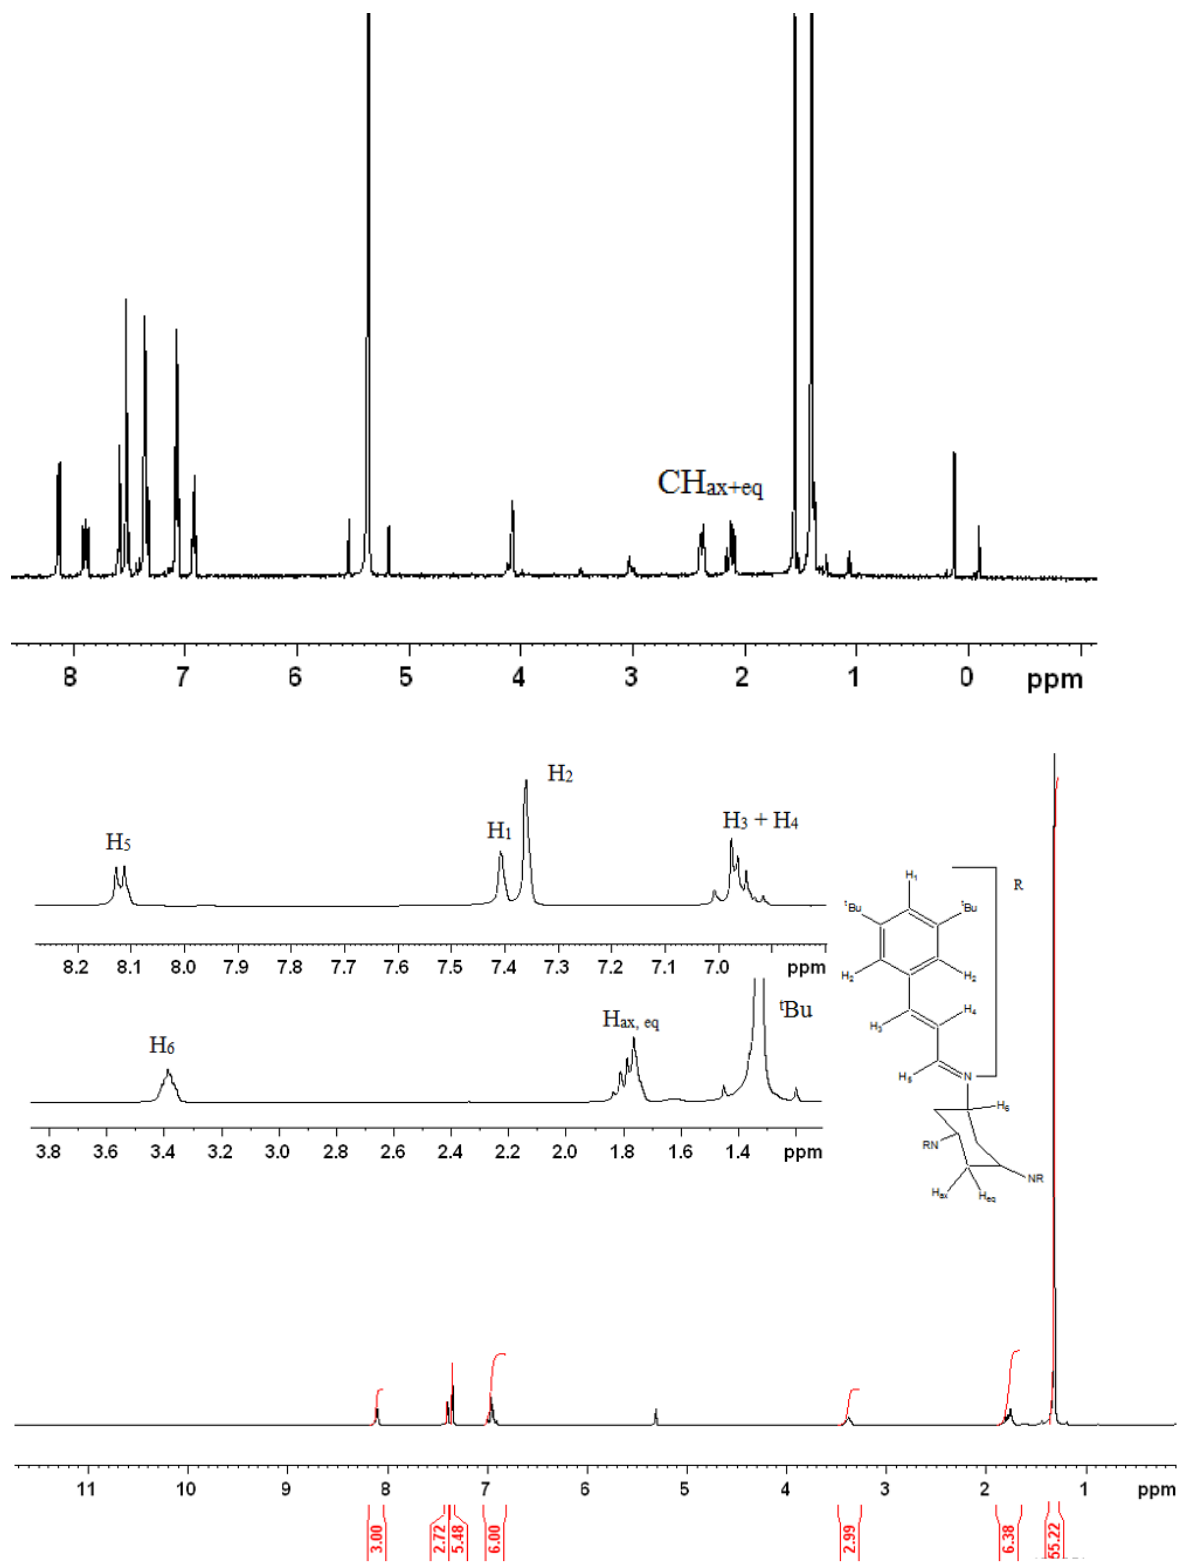 CHax+eq
8 7 6 5 4 3 2 1 0 ppm
H5 H1 H2 H3 + H4
8.2 8.1 8.0 7.9 7.8 7.7 7.6 7.5 7.4 7.3 7.2 7.1 7.0 ppm
H6 Hax, eq tBu
3.8 3.6 3.4 3.2 3.0 2.8 2.6 2.4 2.2 2.0 1.8 1.6 1.4 ppm
H1 R
tBu tBu
H2 H2
H3 H4
H5 N
H6
RN
NR
Hax Heq
11 10 9 8 7 6 5 4 3 2 1 ppm
3.00 2.72 5.48 6.00 2.99 6.38 55.22